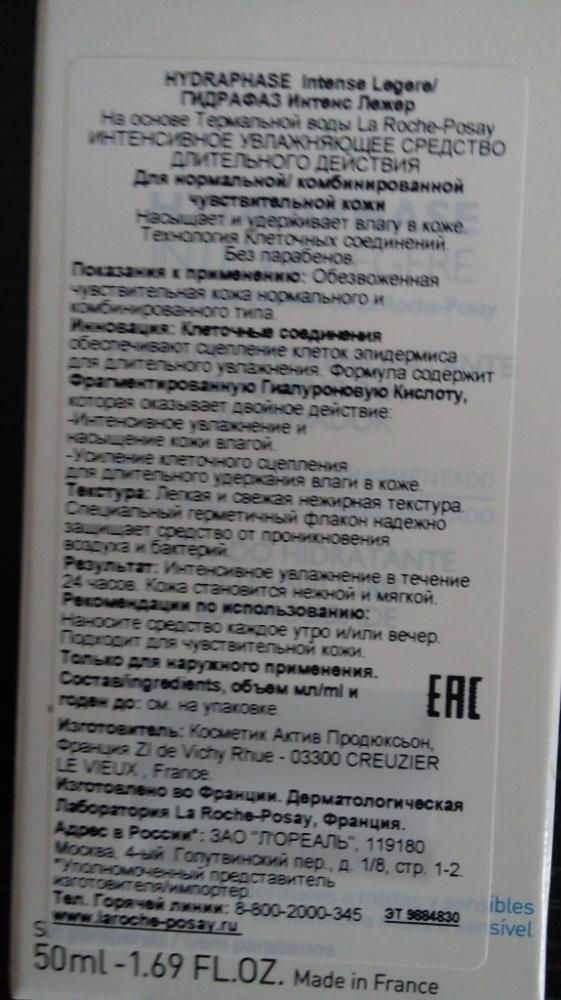 HYDRAPHASE Intense Legere/
ГИДРАФАЗ Интенс Лежер
На основе Термальной воды La Roche-Posay
ИНТЕНСИВНОЕ УВЛАЖНЯЮЩЕЕ СРЕДСТВО
ДЛИТЕЛЬНОГО ДЕЙСТВИЯ
Для нормальной/ комбинированной
чувствительной кожи
Насыщает и удерживает влагу в коже.
Технология Клеточных соединений.
Без парабенов.
Показания к применению: Обезвоженная
чувствительная кожа нормального и
комбинированного типа.
Инновация: Клеточные соединения
обеспечивают сцепление клеток эпидермиса
для длительного увлажнения. Формула содержит
Фрагментированную Гиалуроновую Кислоту,
которая оказывает двойное действие:
-Интенсивное увлажнение и
насыщение кожи влагой.
-Усиление клеточного сцепления
для длительного удержания влаги в коже.
Текстура: Легкая и свежая нежирная текстура.
Специальный герметичный флакон надежно
защищает средство от проникновения
воздуха и бактерий.
Результат: Интенсивное увлажнение в течение
24 часов. Кожа становится нежной и мягкой.
Рекомендации по использованию:
Наносите средство каждое утро и/или вечер.
Подходит для чувствительной кожи.
Только для наружного применения.
Состав/ingredients, объем мл/ml и
годен до: см. на упаковке.
EAC
Изготовитель: Косметик Актив Продюксьон,
Франция ZI de Vichy Rhue - 03300 CREUZIER
LE VIEUX , France.
Изготовлено во Франции. Дерматологическая
Лаборатория La Roche-Posay, Франция.
Адрес в России*: ЗАО "Л'ОРЕАЛЬ", 119180
Москва, 4-ый Голутвинский пер., д. 1/8, стр. 1-2.
*Уполномоченный представитель
изготовителя/импортер
Тел. Горячей линии: 8-800-2000-345 ЭТ 9884830
www.laroche-posay.ru
a mixtas y sensibles
sível
Sem parabenos
50ml -1.69 FL.OZ. Made in France